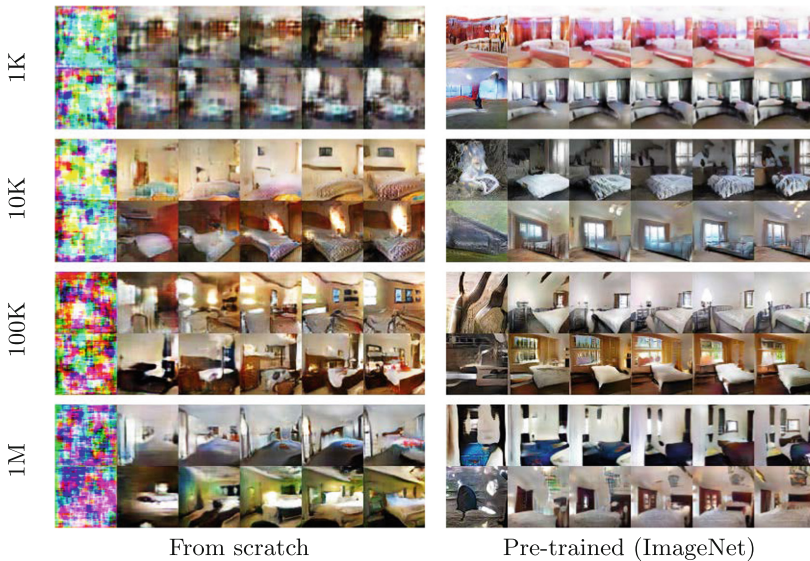 1K
10K
100K
1M
From scratch
Pre-trained (ImageNet)